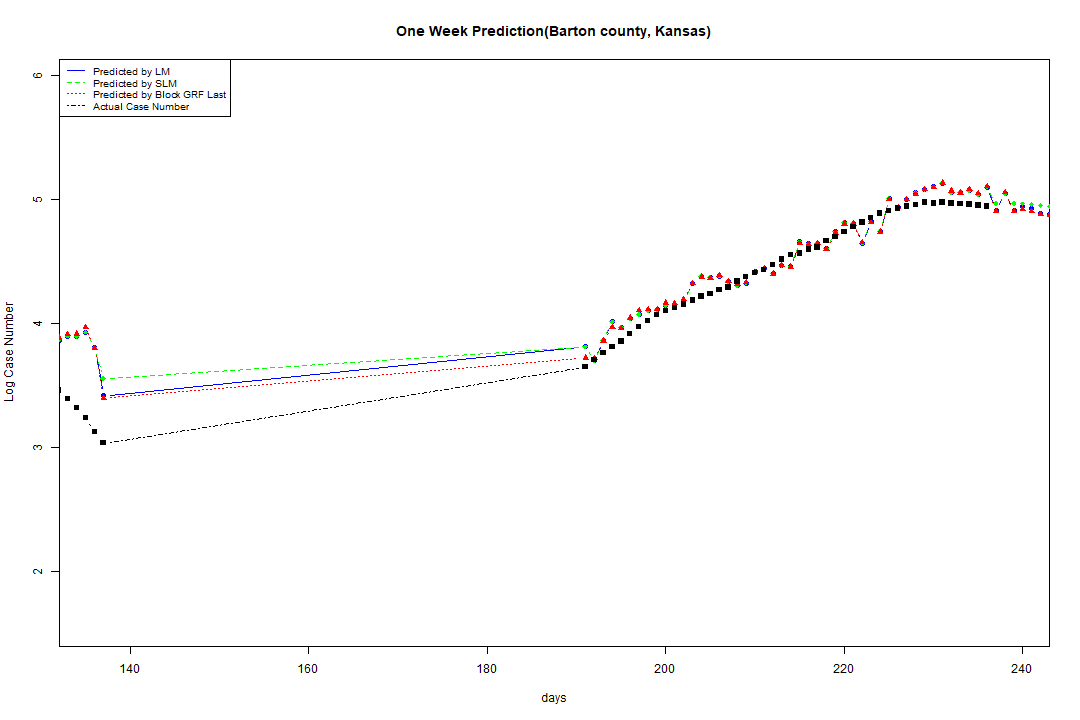 One Week Prediction(Barton county, Kansas)
Predicted by LM
Predicted by SLM
Predicted by Block GRF Last
Actual Case Number
6
5
4
3
2
Log Case Number
140 160 180 200 220 240
days